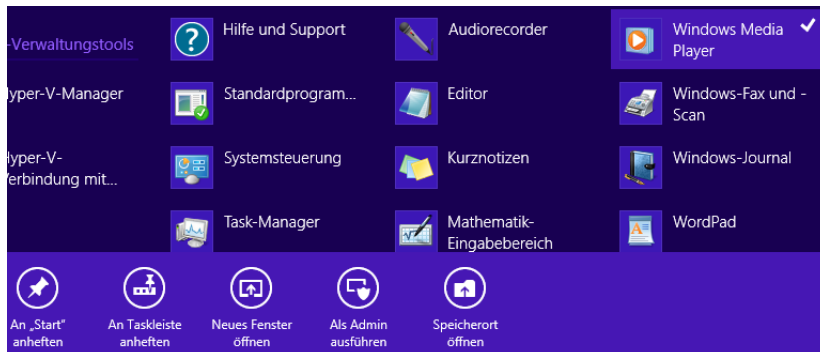 -Verwaltungstools
yper-V-Manager
Hyper-V-
Verbindung mit...
Hilfe und Support
Standardprogram...
Systemsteuerung
Task-Manager
Audiorecorder
Editor
Kurznotizen
Mathematik-
Eingabebereich
Windows Media
Player
Windows-Fax und -
Scan
Windows-Journal
WordPad
An „Start"
anheften
An Taskleiste
anheften
Neues Fenster
öffnen
Als Admin
ausführen
Speicherort
öffnen